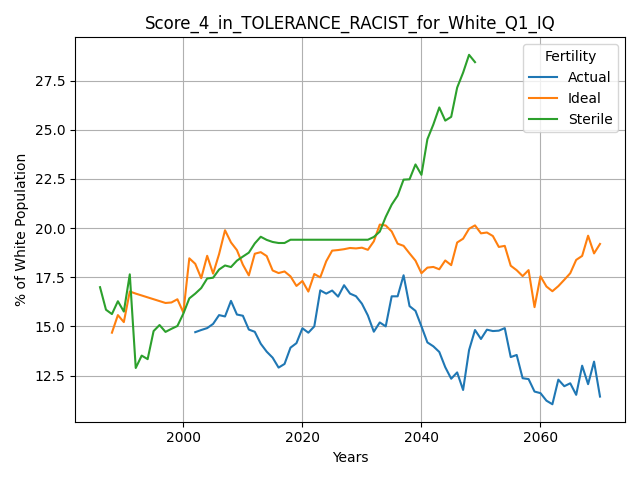 Score_4_in_TOLERANCE_RACIST_for_White_Q1_IQ
Fertility
Actual
Ideal
Sterile
% of White Population
27.5
25.0
22.5
20.0
17.5
15.0
12.5
2000
2020
2040
2060
Years